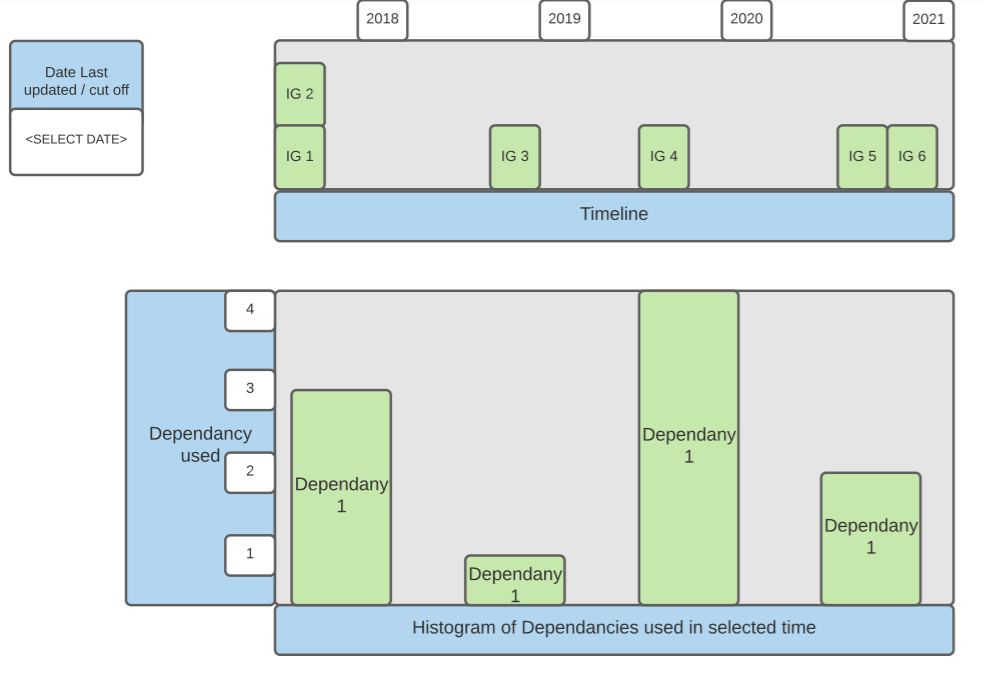 2018
2019
2020
2021
Date Last
updated / cut off
<SELECT DATE>
IG 2
IG 1
IG 3
IG 4
IG 5
IG 6
Timeline
4
3
2
1
Dependancy
used
Dependany
1
Dependany
1
Dependany
1
Dependany
1
Histogram of Dependancies used in selected time